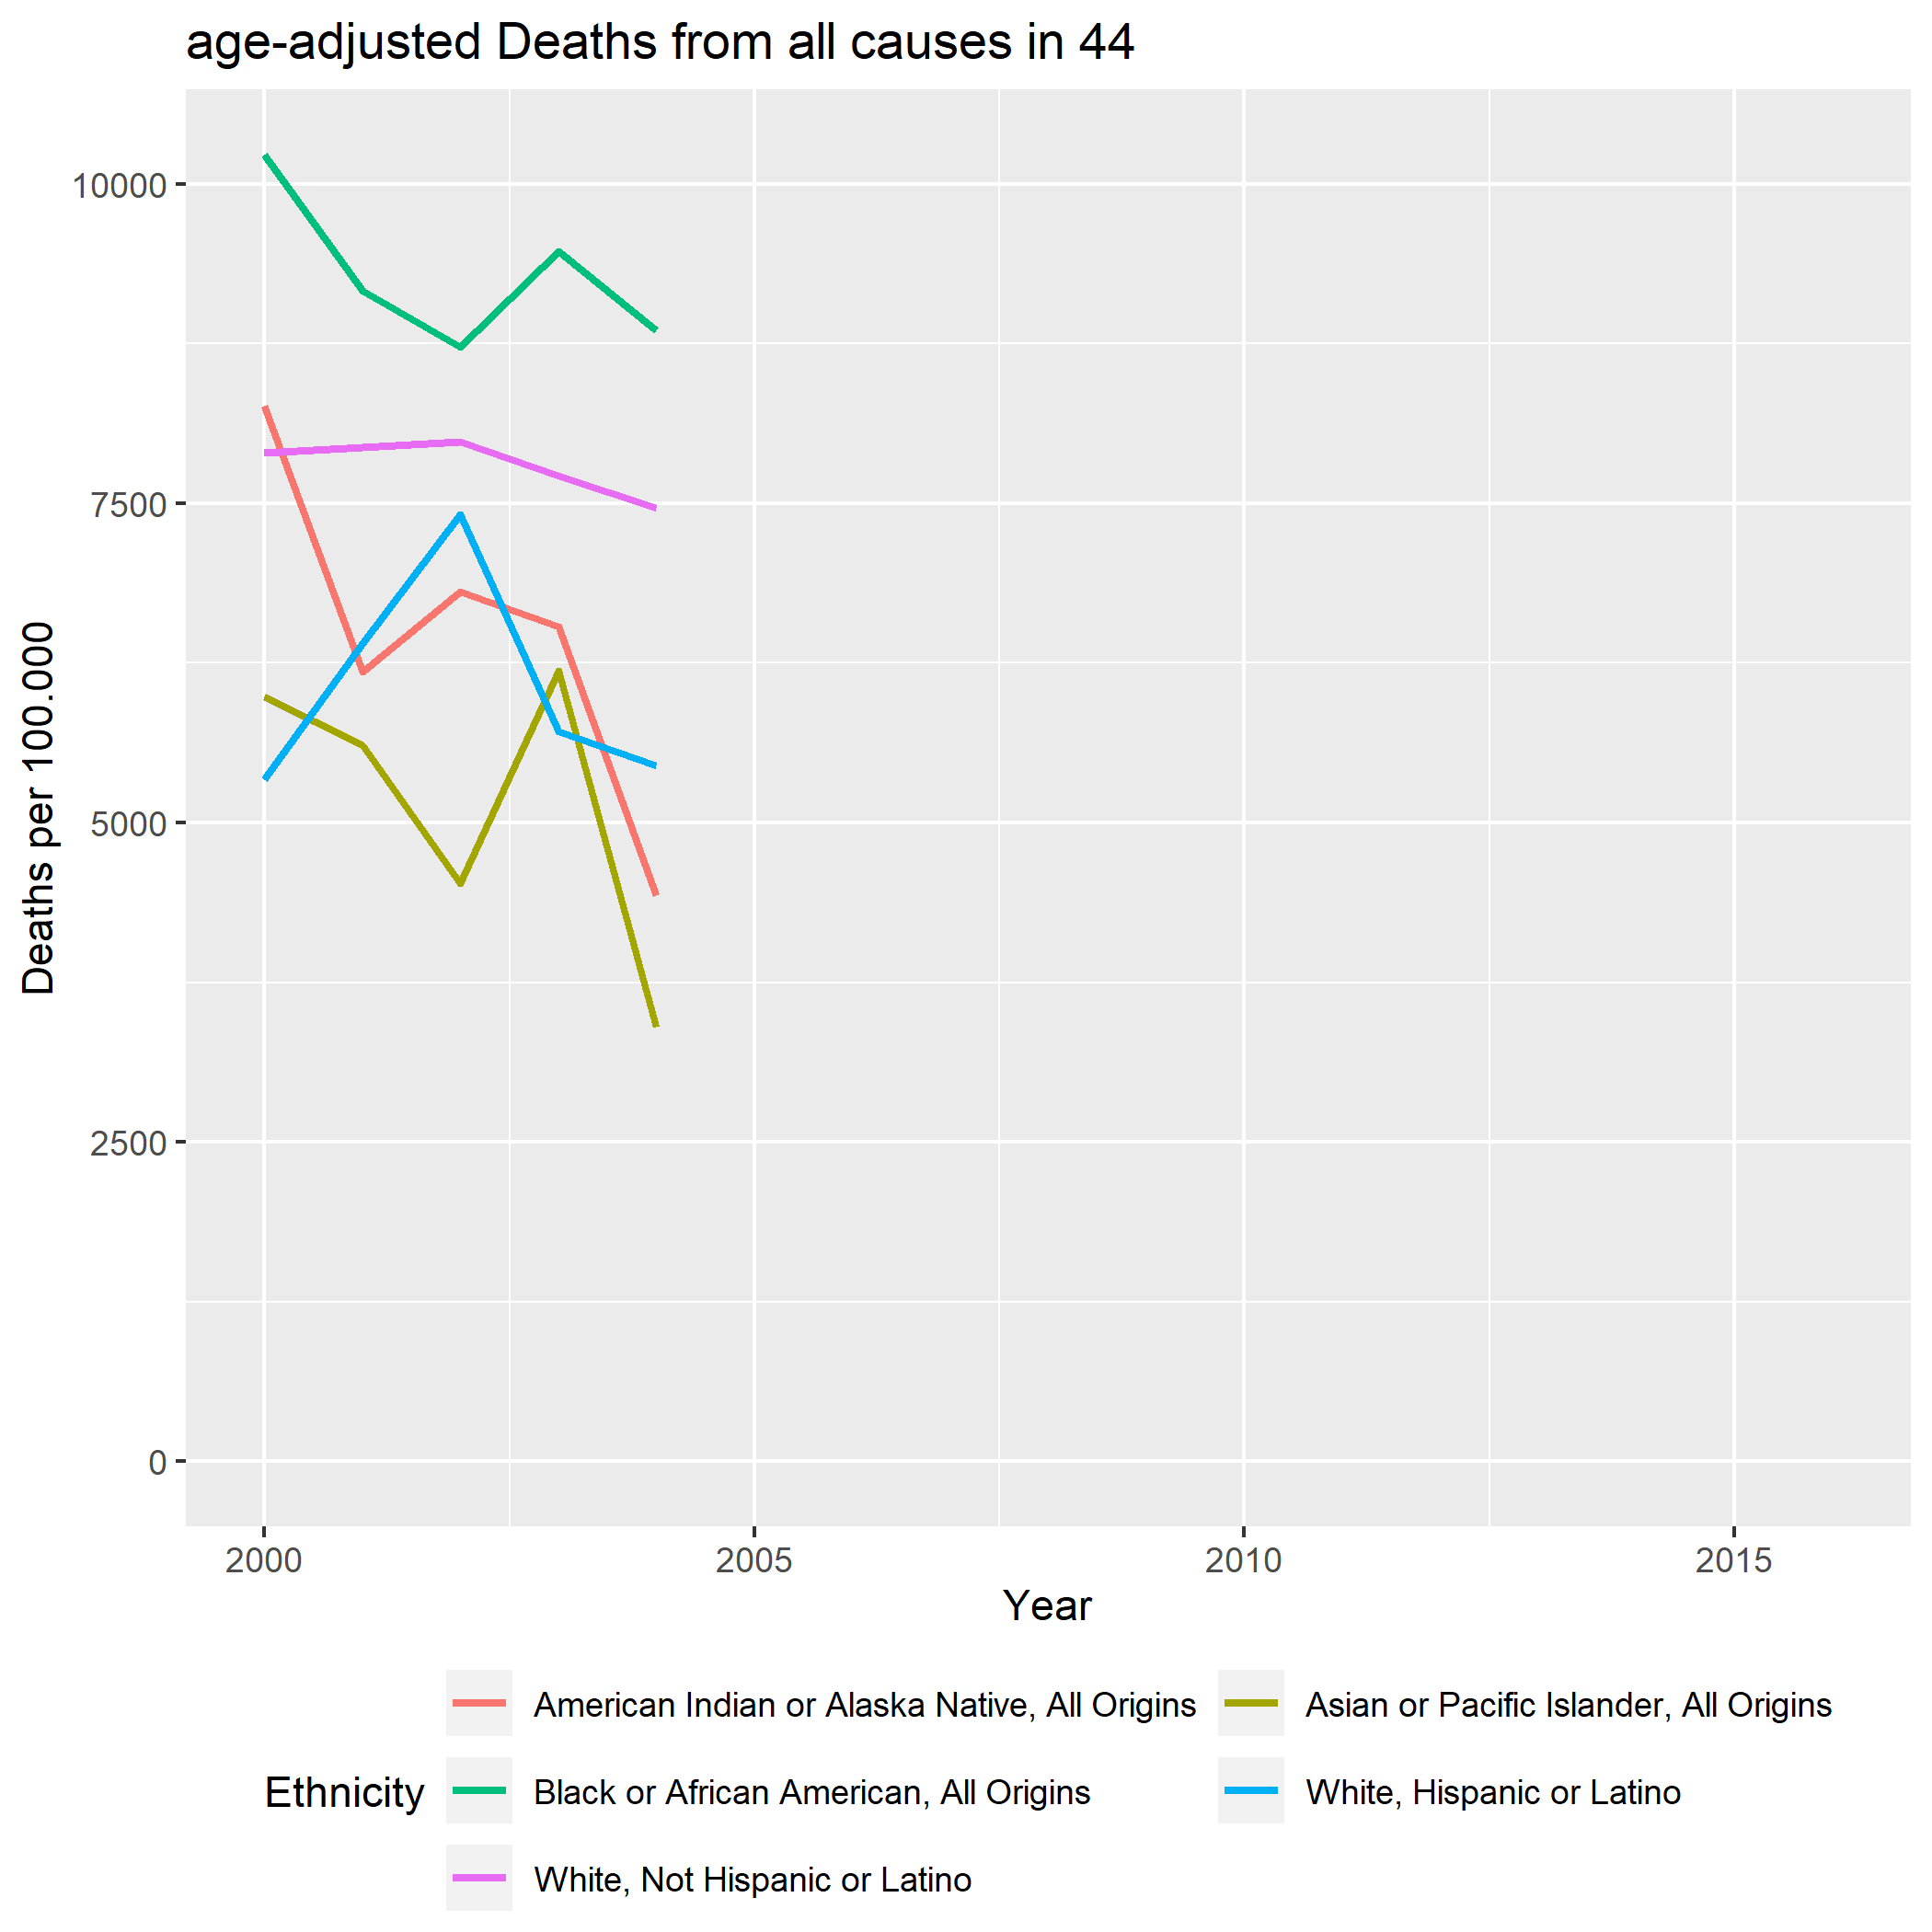 age-adjusted Deaths from all causes in 44
Deaths per 100.000
10000
7500
5000
2500
0
2000 2005 2010 2015
Year
Ethnicity
American Indian or Alaska Native, All Origins
Asian or Pacific Islander, All Origins
Black or African American, All Origins
White, Hispanic or Latino
White, Not Hispanic or Latino